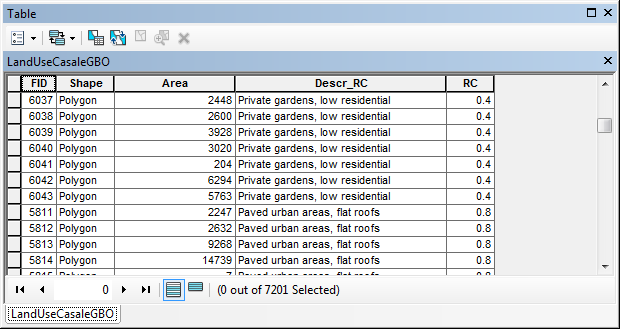 Table
LandUseCasaleGBO
FID Shape Area Descr_RC RC
6037 Polygon 2448 Private gardens, low residential 0.4
6038 Polygon 2600 Private gardens, low residential 0.4
6039 Polygon 3928 Private gardens, low residential 0.4
6040 Polygon 3020 Private gardens, low residential 0.4
6041 Polygon 204 Private gardens, low residential 0.4
6042 Polygon 6294 Private gardens, low residential 0.4
6043 Polygon 5763 Private gardens, low residential 0.4
5811 Polygon 2247 Paved urban areas, flat roofs 0.8
5812 Polygon 2632 Paved urban areas, flat roofs 0.8
5813 Polygon 9268 Paved urban areas, flat roofs 0.8
5814 Polygon 14739 Paved urban areas, flat roofs 0.8
0 (0 out of 7201 Selected)
LandUseCasaleGBO